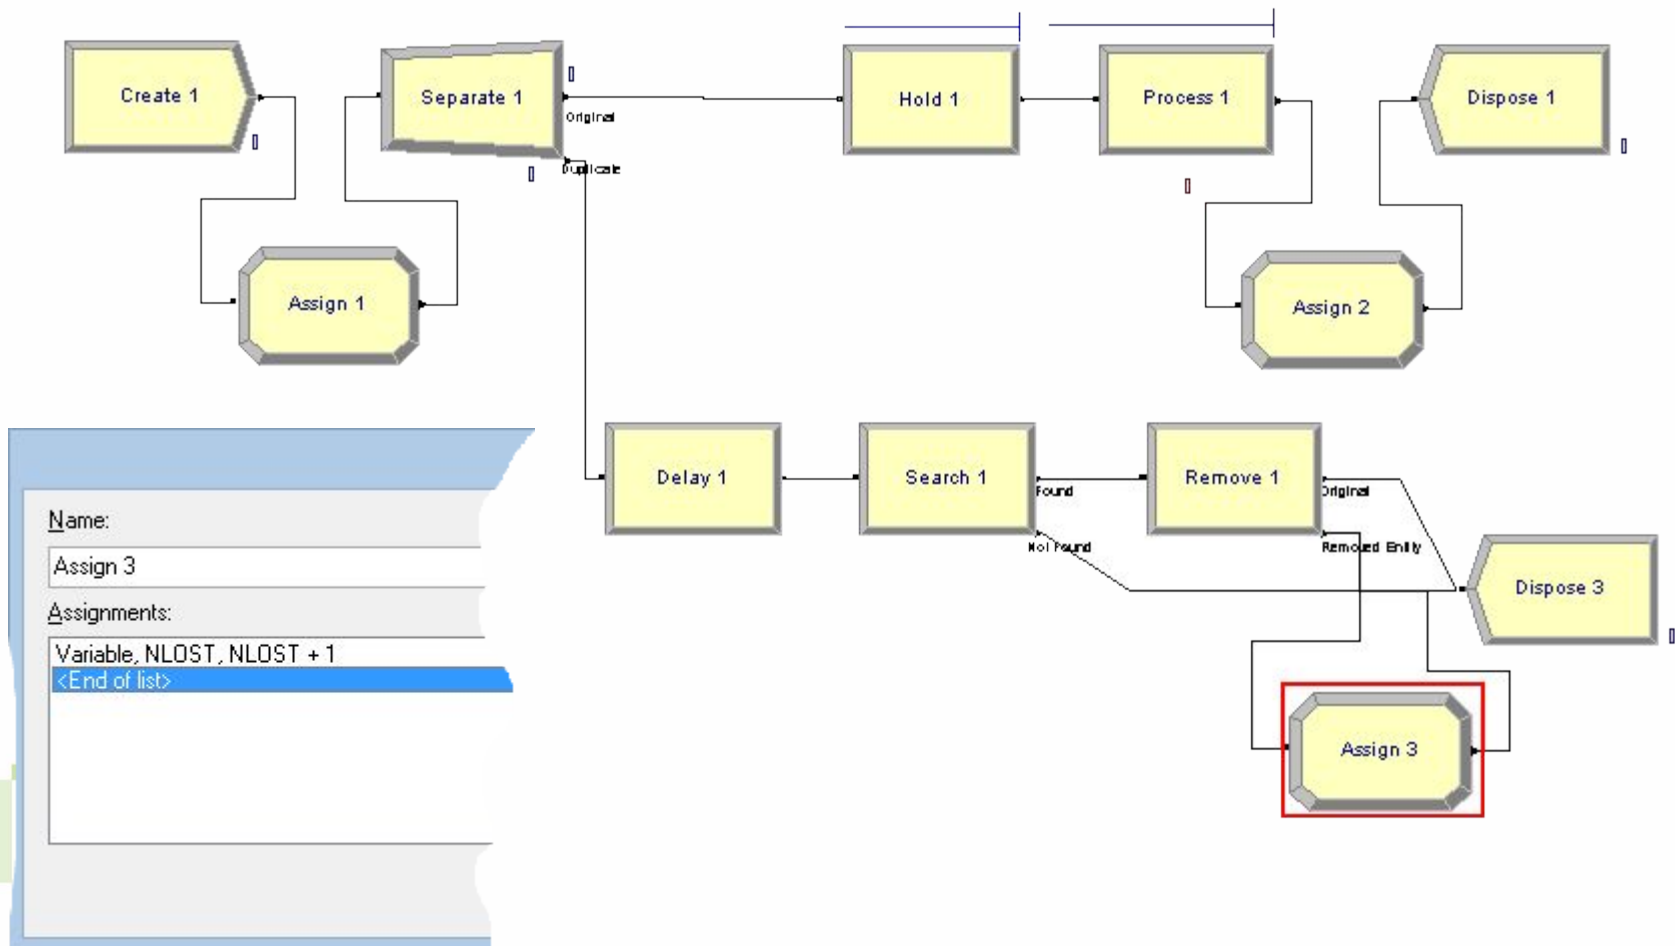 Create 1
Separate 1
Original
Duplicate
Hold 1
Process 1
Dispose 1
Assign 1
Assign 2
Delay 1
Search 1
Found
Not Found
Remove 1
Original
Removed Entity
Dispose 3
Assign 3
Name:
Assign 3
Assignments:
Variable, NLOST, NLOST + 1
<End of list>